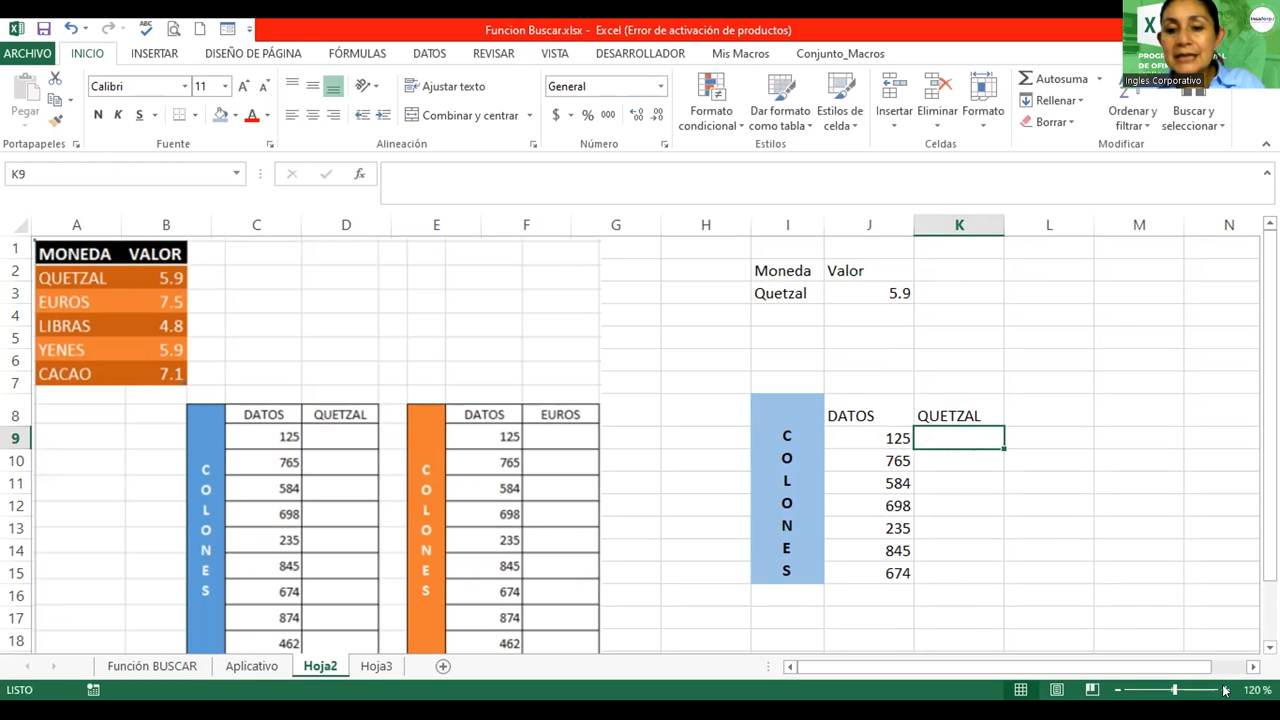 Funcion Buscar.xlsx - Excel (Error de activación de productos)
ARCHIVO INICIO INSERTAR DISEÑO DE PÁGINA FÓRMULAS DATOS REVISAR VISTA DESARROLLADOR Mis Macros Conjunto_Macros
Ingles Corporativo
Pegar
Calibri 11
N K S
Ajustar texto
Combinar y centrar
General
$ % 000
Formato condicional
Dar formato como tabla
Estilos de celda
Insertar
Eliminar
Formato
Autosuma
Rellenar
Borrar
Ordenar y filtrar
Buscar y seleccionar
Portapapeles Fuente Alineación Número Estilos Celdas Modificar
K9 fx
A B C D E F G H I J K L M N
1 MONEDA VALOR
2 QUETZAL 5.9 Moneda Valor
3 EUROS 7.5 Quetzal 5.9
4 LIBRAS 4.8
5 YENES 5.9
6 CACAO 7.1
7
8 DATOS QUETZAL DATOS EUROS DATOS QUETZAL
9 125 125 125
10 765 765 765
11 584 584 584
12 698 698 698
13 235 235 235
14 845 845 845
15 674 674 674
16 874 874
17 462 462
18
COLONES
COLONES
COLONES
Función BUSCAR Aplicativo Hoja2 Hoja3
LISTO 120 %